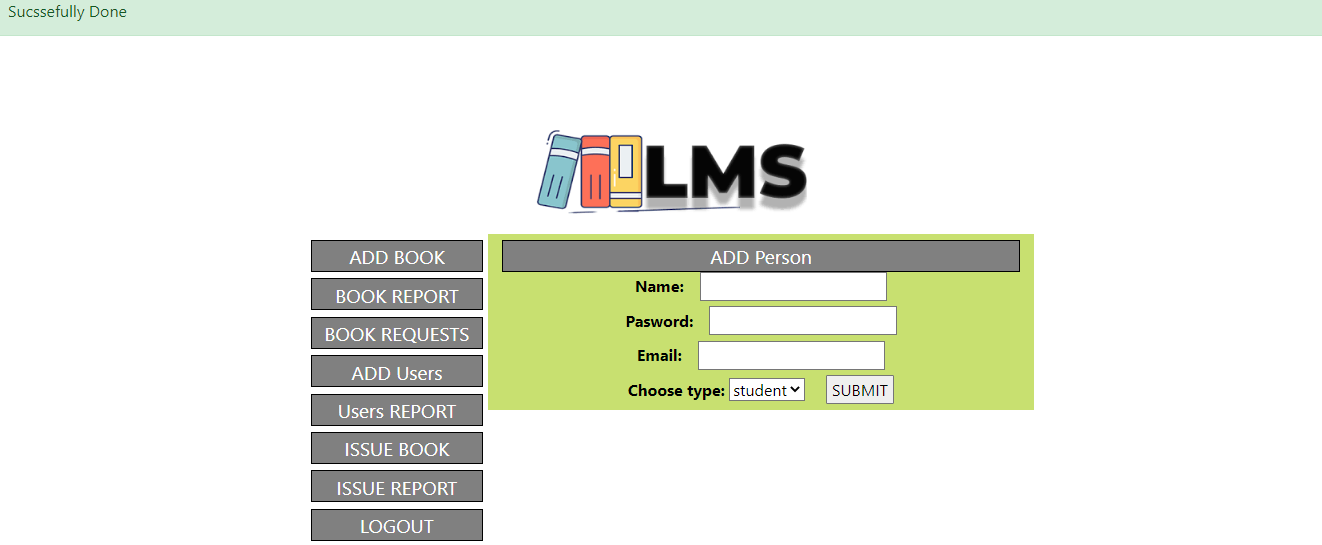 Sucssefully Done
LMS
ADD BOOK
BOOK REPORT
BOOK REQUESTS
ADD Users
Users REPORT
ISSUE BOOK
ISSUE REPORT
LOGOUT
ADD Person
Name:
Pasword:
Email:
Choose type: student SUBMIT